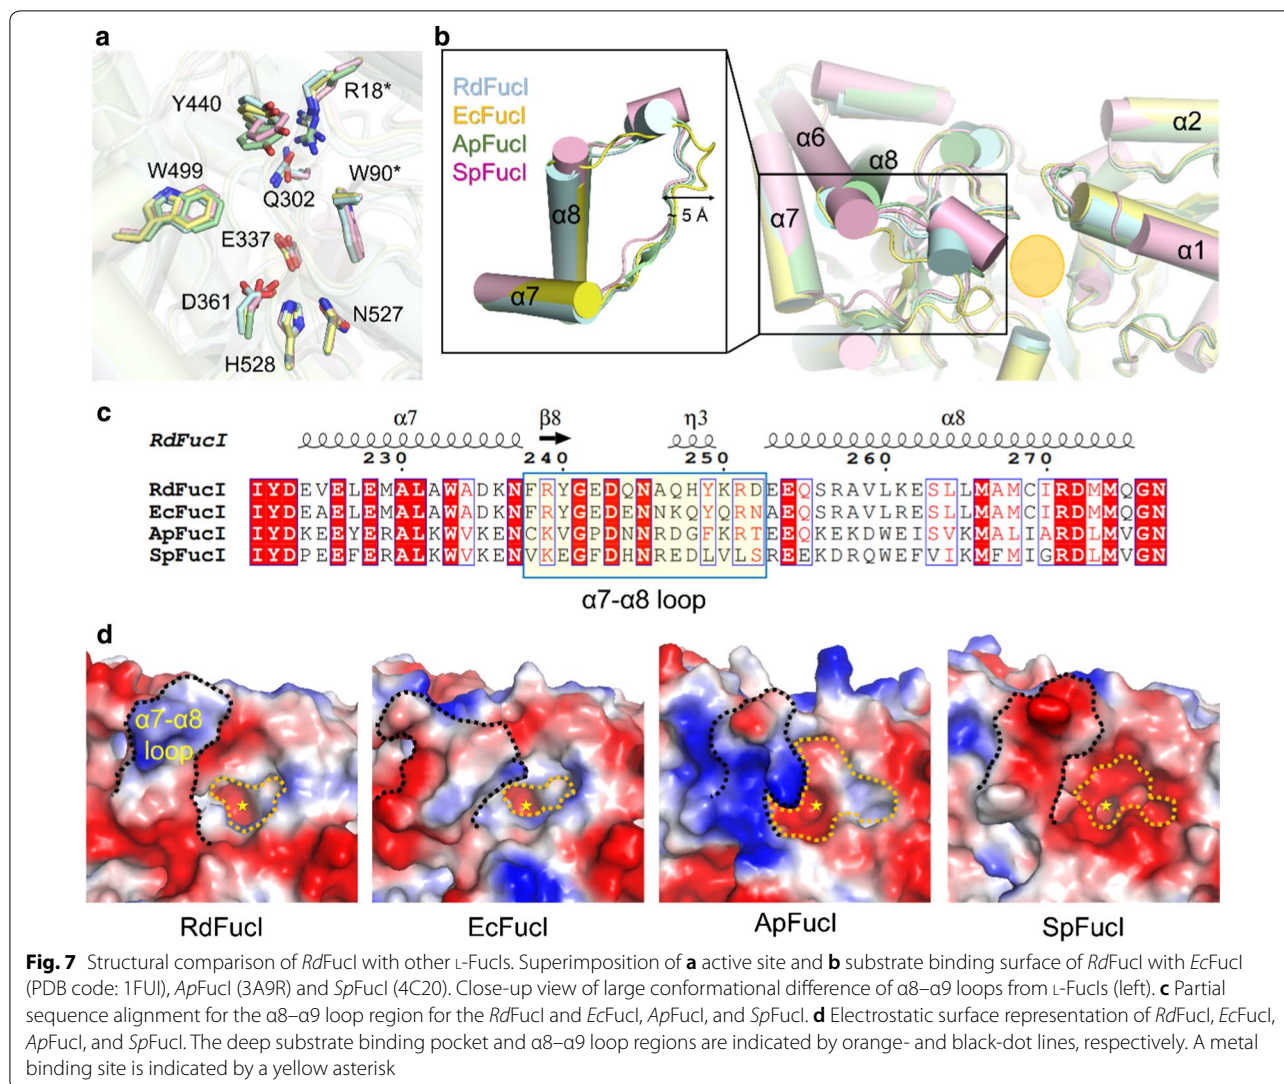 a
Y440
R18*
W499
Q302
W90*
E337
D361
N527
H528
b
RdFucI
EcFucI
ApFucI
SpFucI
α8
α7
~ 5 Å
α6
α8
α7
α2
α1
c
α7 β8 η3 α8
RdFucI
230 240 250 260 270
RdFucI IYDEVELEMALAWADKNFRYGEDQNAQHYKRDEEQSRAVLKESLLMAMCIRDMMQGN
EcFucI IYDEAELEMALAWADKNFRYGEDENNKQYQRNAEQSRAVLRESLLMAMCIRDMMQGN
ApFucI IYDKEEYERALKWVKENCKVGPDNNRDGFKRTEEQKEKDWEISVKMALIARDLMVGN
SpFucI IYDPEEFERALKWVKENVKEGFDHNREDLVLSREEKDRQWEFVIKMFMIGRDLMVGN
α7-α8 loop
d
α7-α8
loop
RdFucI
EcFucI
ApFucI
SpFucI
Fig. 7 Structural comparison of RdFucI with other L-FucIs. Superimposition of a active site and b substrate binding surface of RdFucI with EcFucI
(PDB code: 1FUI), ApFucI (3A9R) and SpFucI (4C20). Close-up view of large conformational difference of α8–α9 loops from L-FucIs (left). c Partial
sequence alignment for the α8–α9 loop region for the RdFucI and EcFucI, ApFucI, and SpFucI. d Electrostatic surface representation of RdFucI, EcFucI,
ApFucI, and SpFucI. The deep substrate binding pocket and α8–α9 loop regions are indicated by orange- and black-dot lines, respectively. A metal
binding site is indicated by a yellow asterisk